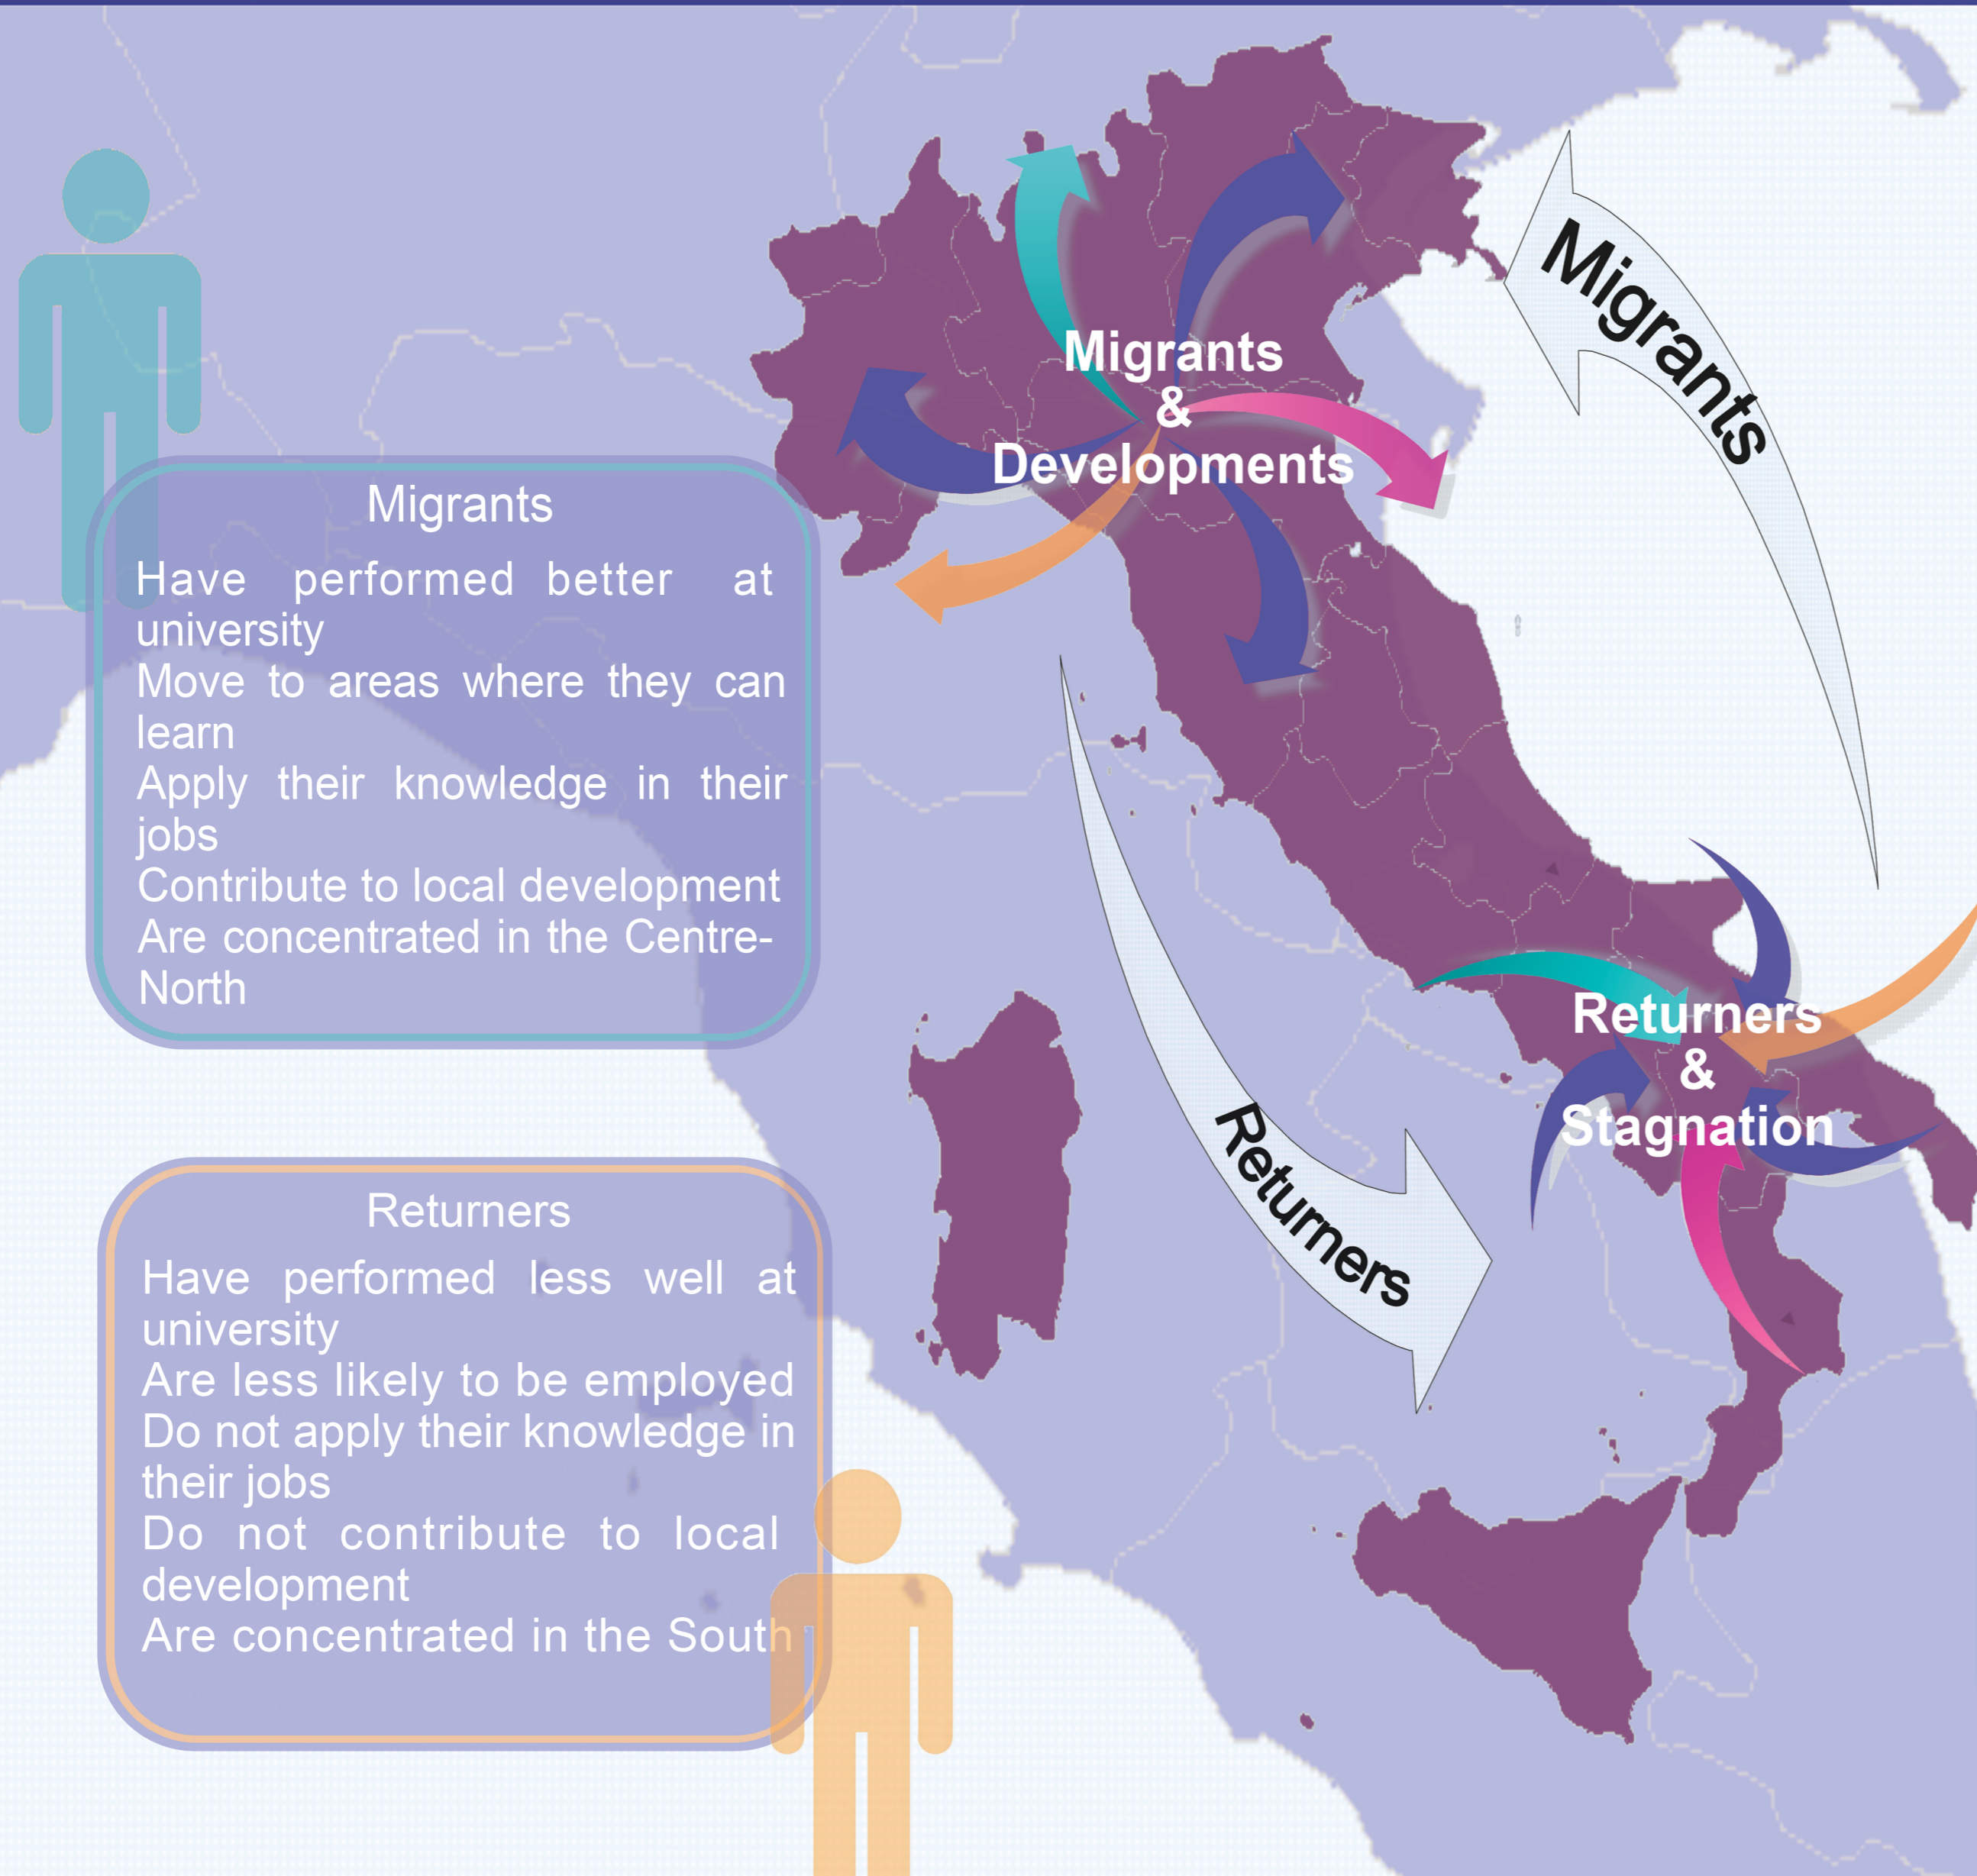 Migrants
&
Developments
Migrants
Migrants
Have performed better at
university
Move to areas where they can
learn
Apply their knowledge in their
jobs
Contribute to local development
Are concentrated in the Centre-
North
Returners
&
Stagnation
Returners
Returners
Have performed less well at
university
Are less likely to be employed
Do not apply their knowledge in
their jobs
Do not contribute to local
development
Are concentrated in the South